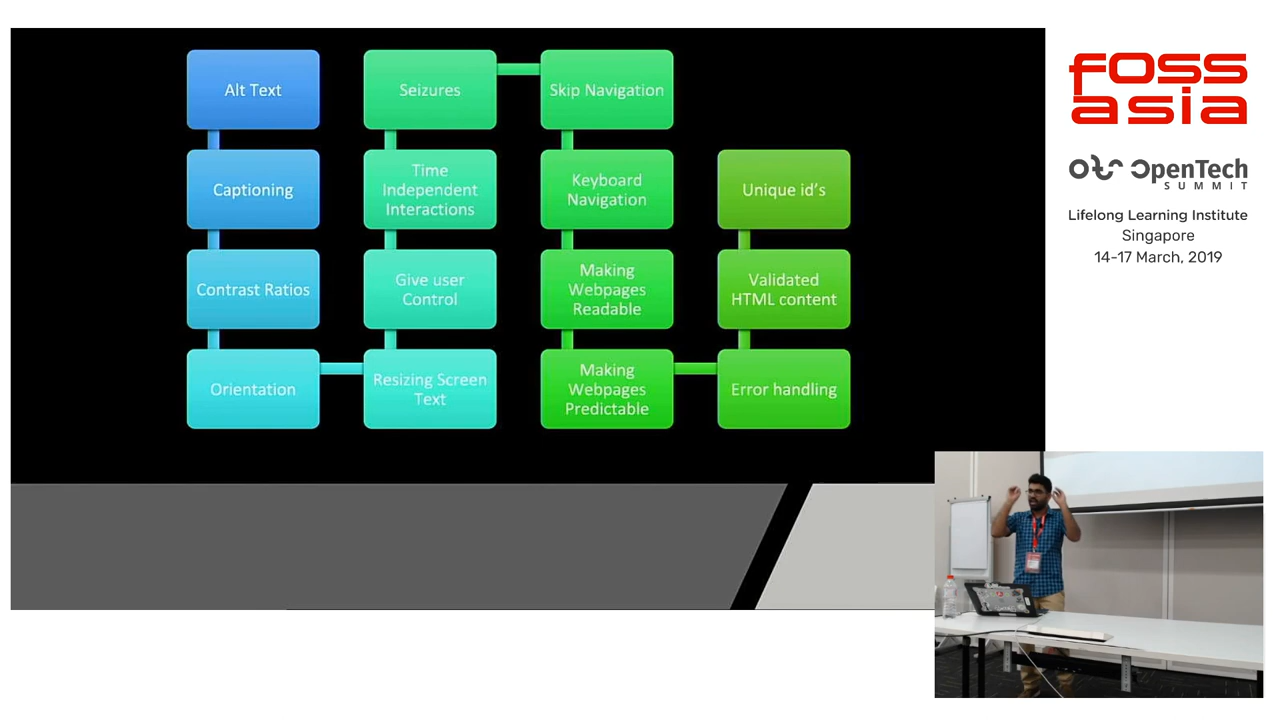 Alt Text
Captioning
Contrast Ratios
Orientation
Resizing Screen
Text
Give user
Control
Time
Independent
Interactions
Seizures
Skip Navigation
Keyboard
Navigation
Making
Webpages
Readable
Making
Webpages
Predictable
Error handling
Validated
HTML content
Unique id's
fOSS
asia
OpenTech
SUMMIT
Lifelong Learning Institute
Singapore
14-17 March, 2019